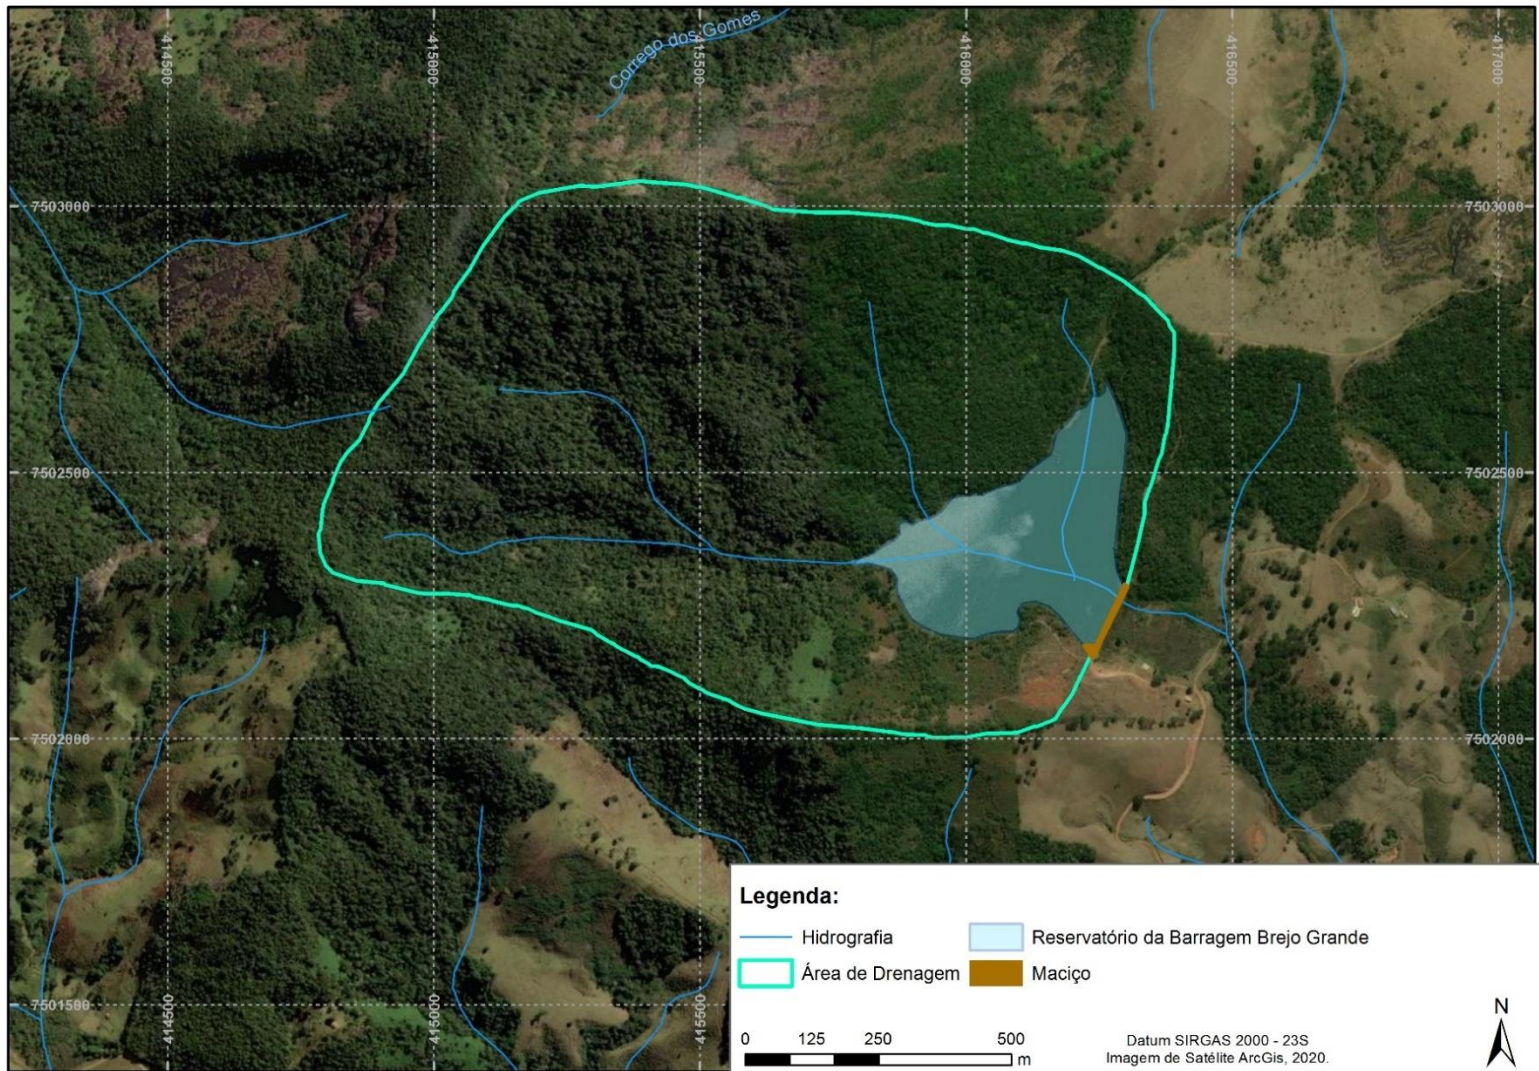 Corrego dos Gomes
414500
415000
415500
416000
416500
417000
7503000
7503000
7502500
7502500
7502000
7502000
7501500
414500
415000
415500
Legenda:
Hidrografia
Reservatório da Barragem Brejo Grande
Área de Drenagem
Maciço
0 125 250 500
m
Datum SIRGAS 2000 - 23S
Imagem de Satélite ArcGis, 2020.
N